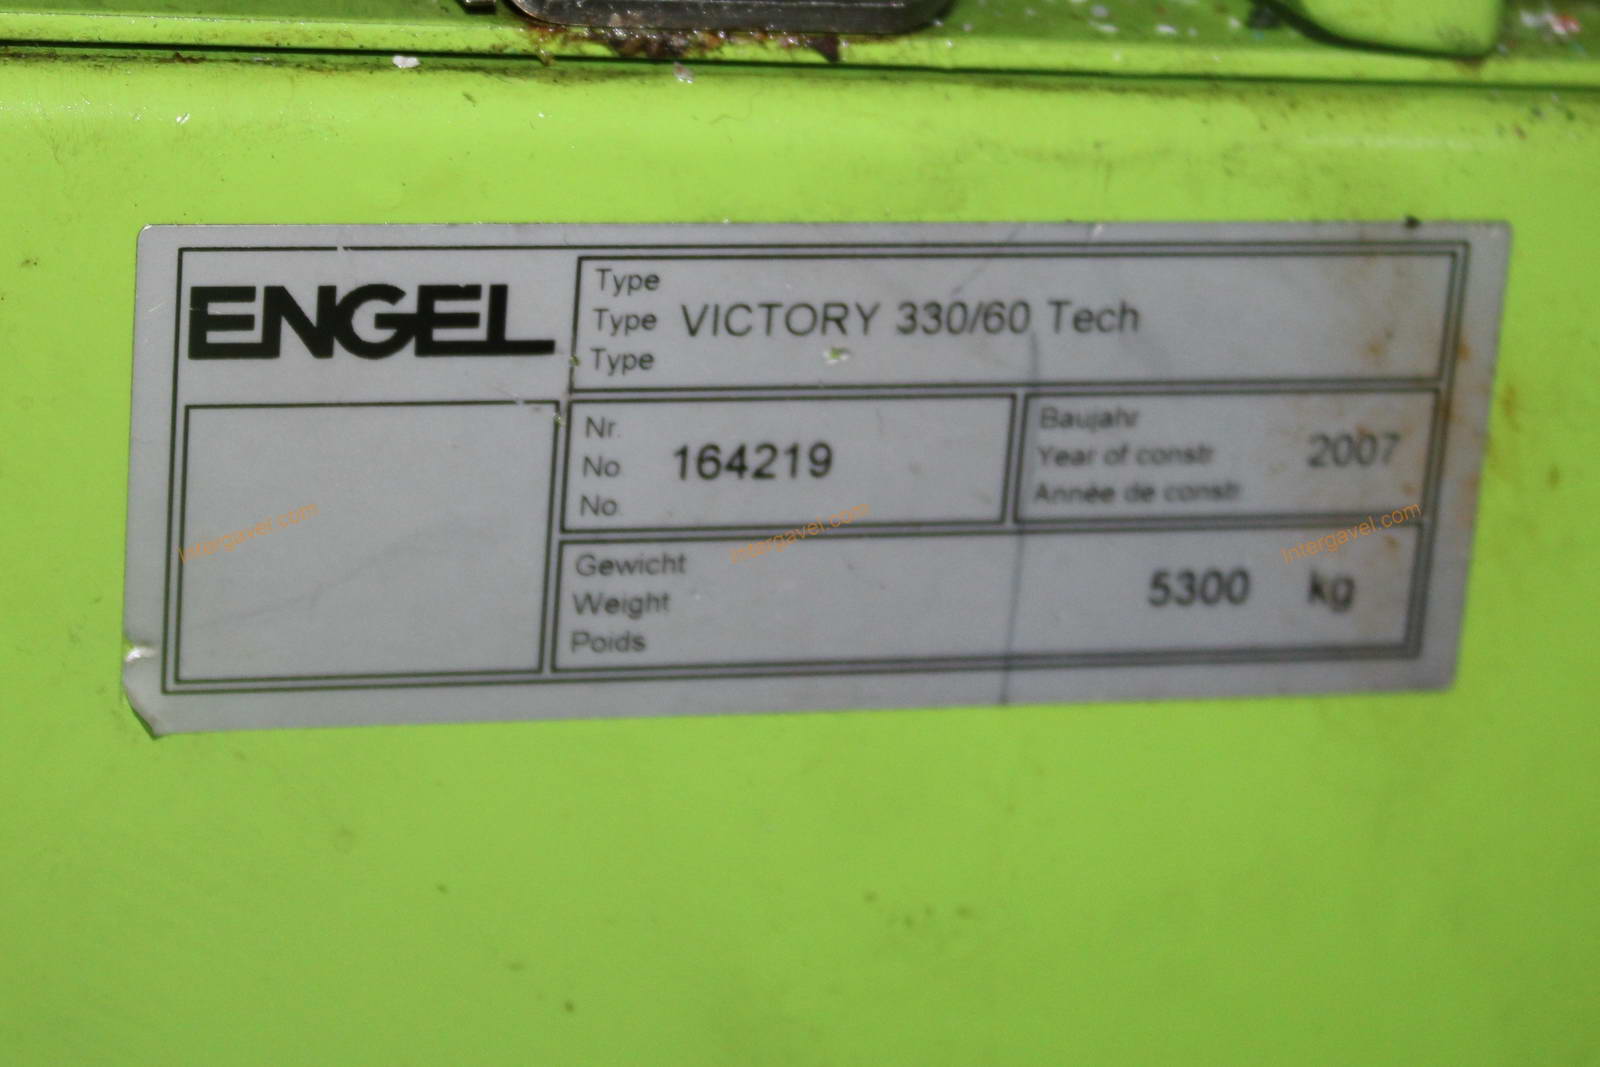 ENGEL
Type
Type VICTORY 330/60 Tech
Type
Nr.
No 164219
No.
Baujahr
Year of constr 2007
Année de constr
Gewicht
Weight 5300 kg
Poids
Intergavel.com
Intergavel.com
Intergavel.com